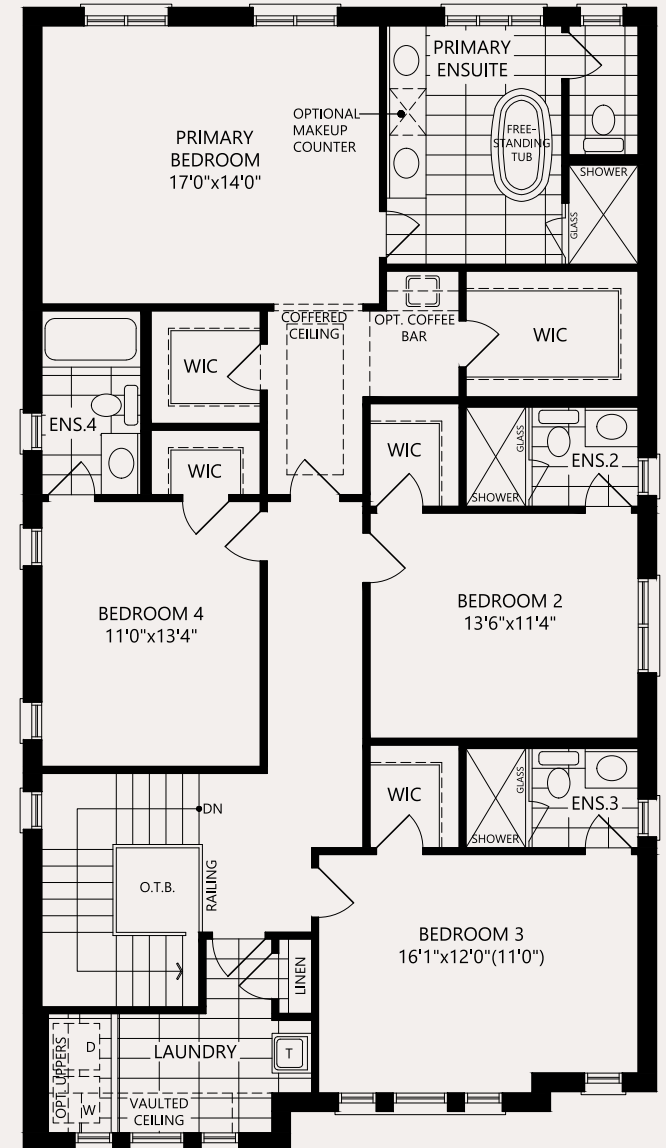 PRIMARY
ENSUITE
OPTIONAL
MAKEUP
COUNTER
PRIMARY
BEDROOM
17'0"x14'0"
FREE-
STANDING
TUB
SHOWER
GLASS
COFFERED
CEILING
OPT. COFFEE
BAR
WIC
WIC
ENS.4
WIC
WIC
GLASS
SHOWER
ENS.2
BEDROOM 4
11'0"x13'4"
BEDROOM 2
13'6"x11'4"
DN
O.T.B.
RAILING
WIC
GLASS
SHOWER
ENS.3
BEDROOM 3
16'1"x12'0"(11'0")
LINEN
LAUNDRY
T
OPT.UPPERS
D
W
VAULTED
CEILING